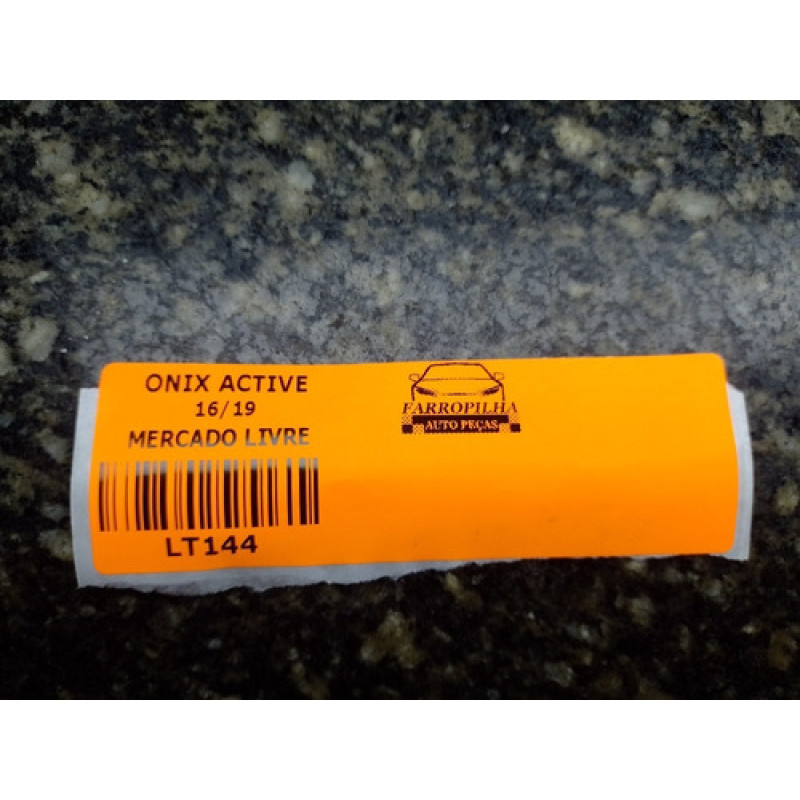 ONIX ACTIVE
16/19
MERCADO LIVRE
LT144
FARROPILHA
AUTO PEÇAS